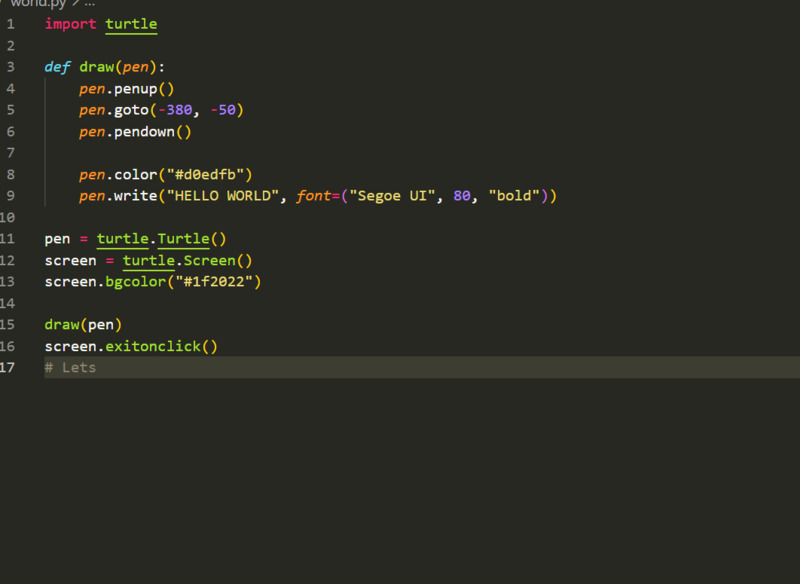 world.py > ...
1 import turtle
2
3 def draw(pen):
4     pen.penup()
5     pen.goto(-380, -50)
6     pen.pendown()
7
8     pen.color("#d0edfb")
9     pen.write("HELLO WORLD", font=("Segoe UI", 80, "bold"))
10
11 pen = turtle.Turtle()
12 screen = turtle.Screen()
13 screen.bgcolor("#1f2022")
14
15 draw(pen)
16 screen.exitonclick()
17 # Lets